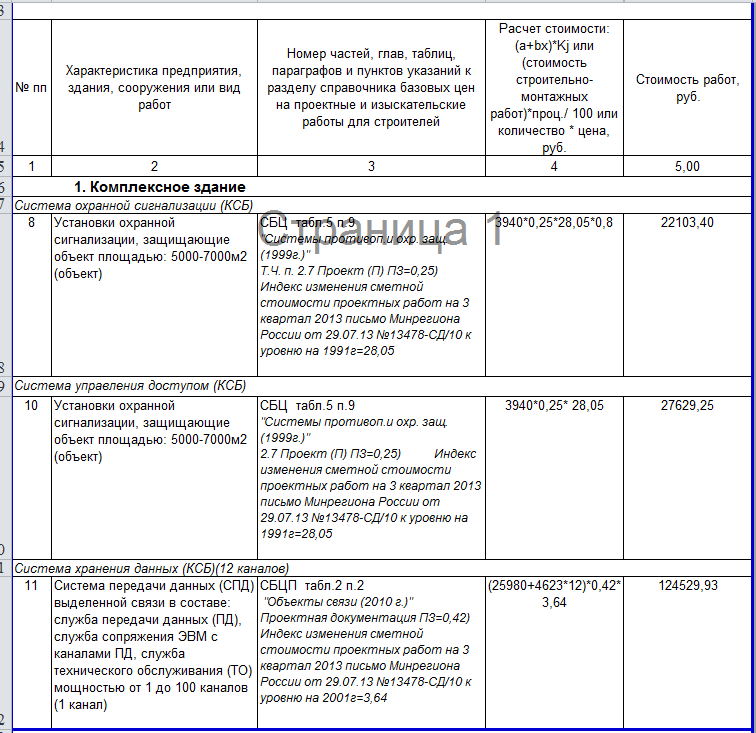 3
№ пп
Характеристика предприятия,
здания, сооружения или вид
работ
Номер частей, глав, таблиц,
параграфов и пунктов указаний к
разделу справочника базовых цен
на проектные и изыскательские
работы для строителей
Расчет стоимости:
(a+bx)*Kj или
(стоимость
строительно-
монтажных
работ)*проц./ 100 или
количество * цена,
руб.
Стоимость работ,
руб.
4
5
1
2
3
4
5,00
6
1. Комплексное здание
7
Система охранной сигнализации (КСБ)
Страница 1
8
Установки охранной
сигнализации, защищающие
объект площадью: 5000-7000м2
(объект)
СБЦ табл.5 п.9
"Системы противоп.и охр. защ.
(1999г.)"
Т.Ч. п. 2.7 Проект (П) П3=0,25)
Индекс изменения сметной
стоимости проектных работ на 3
квартал 2013 письмо Минрегиона
России от 29.07.13 №13478-СД/10 к
уровню на 1991г=28,05
3940*0,25*28,05*0,8
22103,40
8
9
Система управления доступом (КСБ)
10
Установки охранной
сигнализации, защищающие
объект площадью: 5000-7000м2
(объект)
СБЦ табл.5 п.9
"Системы противоп.и охр. защ.
(1999г.)"
2.7 Проект (П) П3=0,25) Индекс
изменения сметной стоимости
проектных работ на 3 квартал 2013
письмо Минрегиона России от
29.07.13 №13478-СД/10 к уровню на
1991г=28,05
3940*0,25* 28,05
27629,25
0
1
Система хранения данных (КСБ)(12 каналов)
11
Система передачи данных (СПД)
выделенной связи в составе:
служба передачи данных (ПД),
служба сопряжения ЭВМ с
каналами ПД, служба
технического обслуживания (ТО)
мощностью от 1 до 100 каналов
(1 канал)
СБЦП табл.2 п.2
"Объекты связи (2010 г.)"
Проектная документация П3=0,42)
Индекс изменения сметной
стоимости проектных работ на 3
квартал 2013 письмо Минрегиона
России от 29.07.13 №13478-СД/10 к
уровню на 2001г=3,64
(25980+4623*12)*0,42*
3,64
124529,93
2